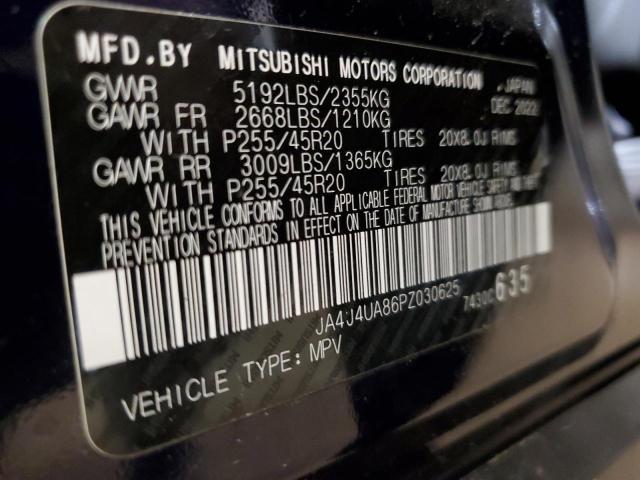 MFD.BY MITSUBISHI MOTORS CORPORATION , JAPAN
GVWR 5192LBS/2355KG DEC 2022
GAWR FR 2668LBS/1210KG
WITH P255/45R20 TIRES 20X8.0J RIMS
GAWR RR 3009LBS/1365KG
WITH P255/45R20 TIRES 20X8.0J RIMS
THIS VEHICLE CONFORMS TO ALL APPLICABLE FEDERAL MOTOR VEHICLE SAFETY AND THEFT
PREVENTION STANDARDS IN EFFECT ON THE DATE OF MANUFACTURE SHOWN ABOVE.
JA4J4UA86PZ030625 7430C 635
VEHICLE TYPE: MPV